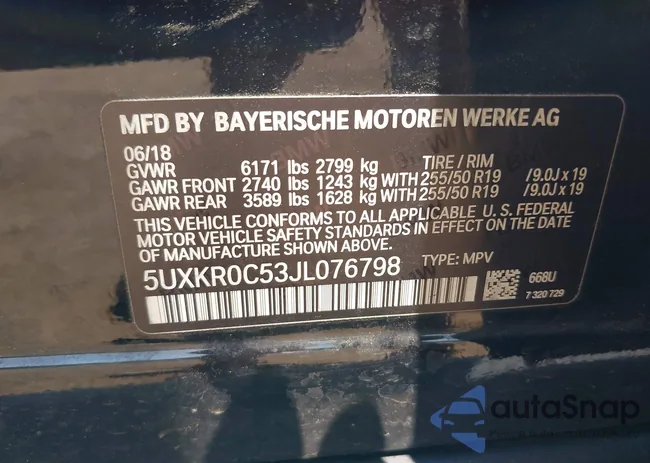 MFD BY BAYERISCHE MOTOREN WERKE AG
06/18 TIRE / RIM
GVWR 6171 lbs 2799 kg
GAWR FRONT 2740 lbs 1243 kg WITH 255/50 R19 /9.0J x 19
GAWR REAR 3589 lbs 1628 kg WITH 255/50 R19 /9.0J x 19
THIS VEHICLE CONFORMS TO ALL APPLICABLE U. S. FEDERAL
MOTOR VEHICLE SAFETY STANDARDS IN EFFECT ON THE DATE
OF MANUFACTURE SHOWN ABOVE.
5UXKR0C53JL076798 TYPE: MPV
668U
7 320 729
autoSnap